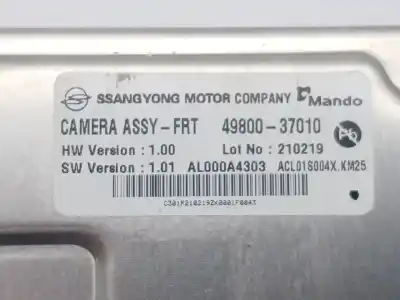 SSANGYONG MOTOR COMPANY Mando
CAMERA ASSY-FRT 49800-37010
HW Version : 1.00 Lot No : 210219 Pb
SW Version : 1.01 AL000A4303 ACL01S004X.KM25